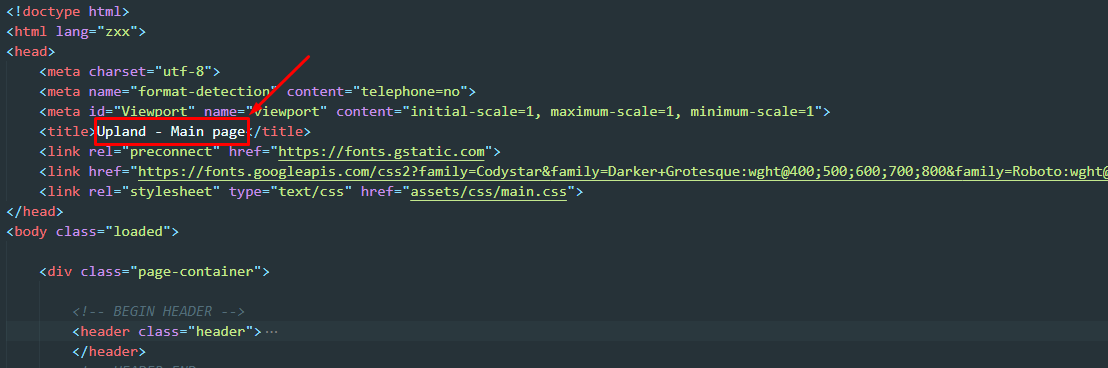 <!doctype html>
<html lang="zxx">
<head>
<meta charset="utf-8">
<meta name="format-detection" content="telephone=no">
<meta id="Viewport" name="viewport" content="initial-scale=1, maximum-scale=1, minimum-scale=1">
<title>Upland - Main page</title>
<link rel="preconnect" href="https://fonts.gstatic.com">
<link href="https://fonts.googleapis.com/css2?family=Codystar&family=Darker+Grotesque:wght@400;500;600;700;800&family=Roboto:wght@
<link rel="stylesheet" type="text/css" href="assets/css/main.css">
</head>
<body class="loaded">
<div class="page-container">
<!-- BEGIN HEADER -->
<header class="header">…
</header>